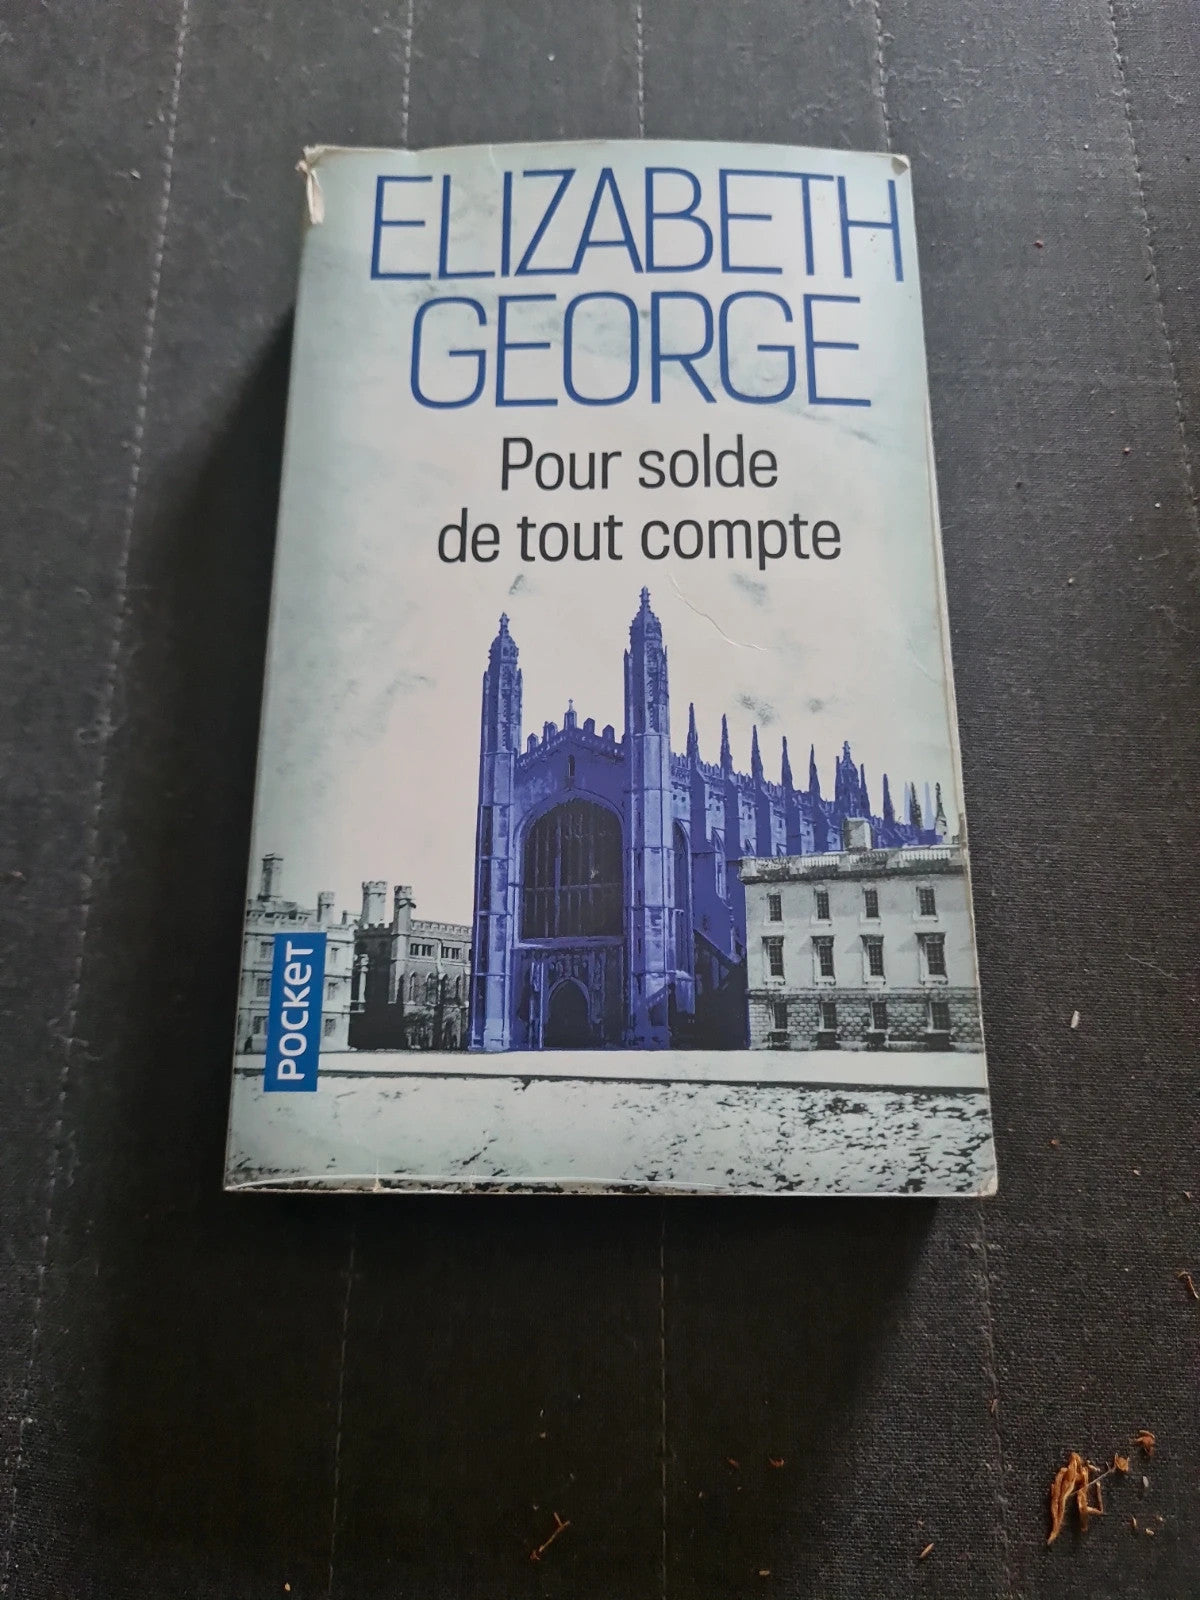 ELIZABETH
GEORGE
Pour solde
de tout compte
POCKET